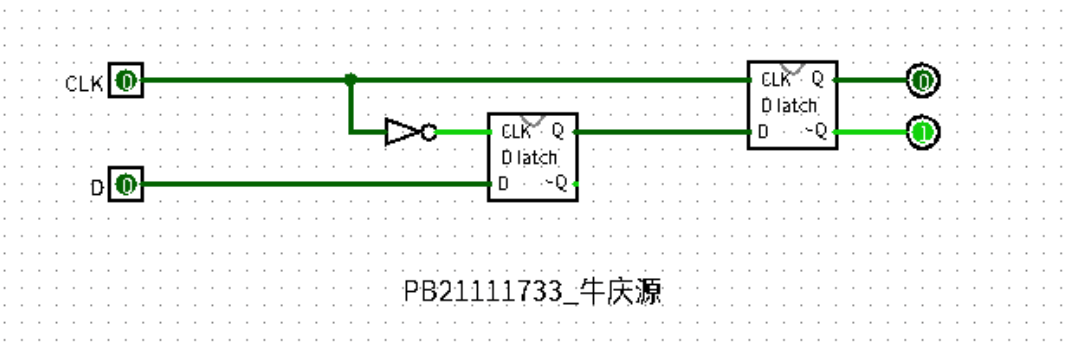 CLK 0
CLK Q
D latch
D ~Q
0
1
CLK Q
D latch
D ~Q
D 0
PB21111733_牛庆源